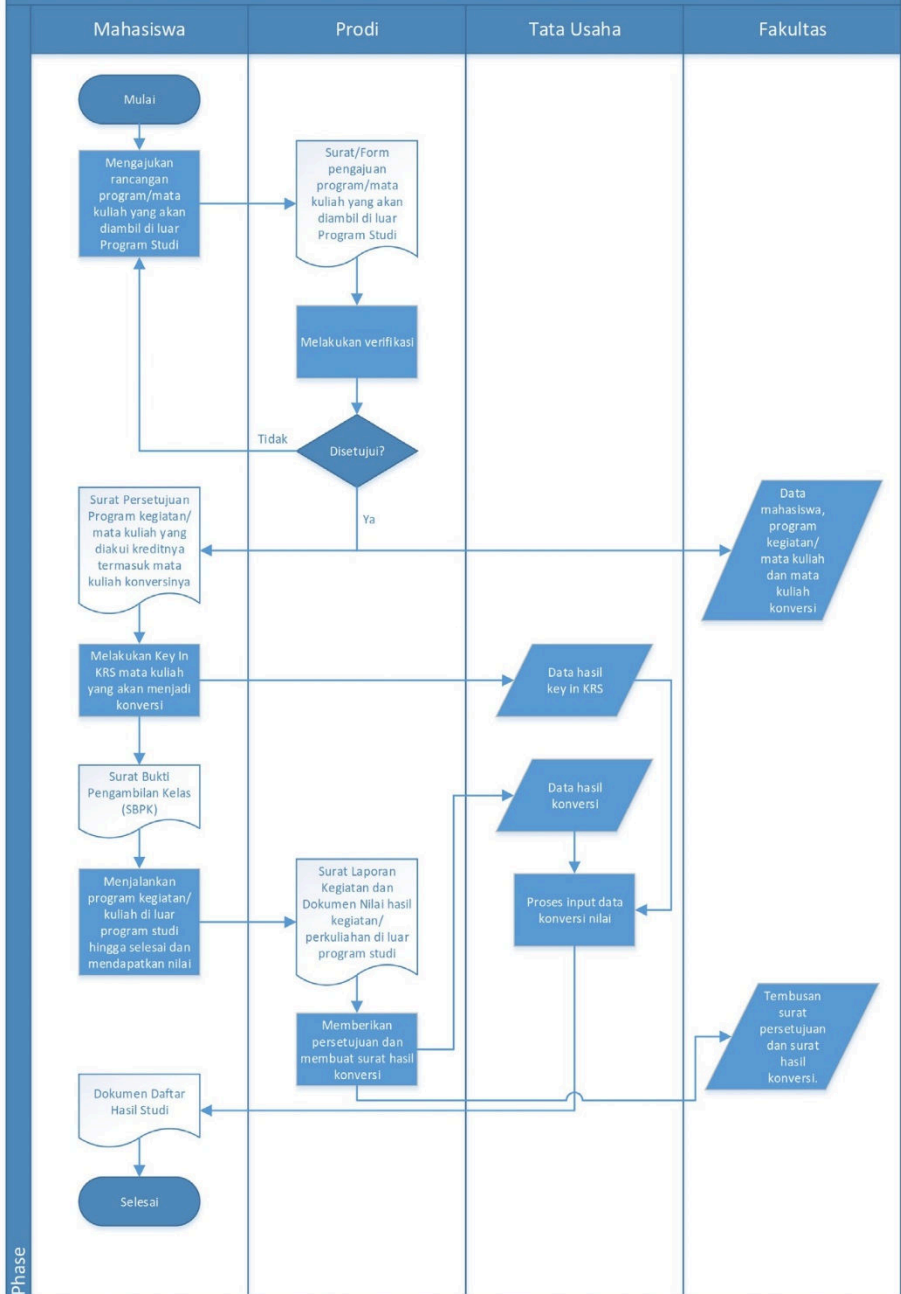 Mahasiswa
Prodi
Tata Usaha
Fakultas
Mulai
Mengajukan
rancangan
program/mata
kuliah yang akan
diambil di luar
Program Studi
Surat/Form
pengajuan
program/mata
kuliah yang akan
diambil di luar
Program Studi
Melakukan verifikasi
Disetujui?
Tidak
Ya
Surat Persetujuan
Program kegiatan/
mata kuliah yang
diakui kreditnya
termasuk mata
kuliah konversinya
Data
mahasiswa,
program
kegiatan/
mata kuliah
dan mata
kuliah
konversi
Melakukan Key In
KRS mata kuliah
yang akan menjadi
konversi
Data hasil
key in KRS
Surat Bukti
Pengambilan Kelas
(SBPK)
Data hasil
konversi
Menjalankan
program kegiatan/
kuliah di luar
program studi
hingga selesai dan
mendapatkan nilai
Surat Laporan
Kegiatan dan
Dokumen Nilai hasil
kegiatan/
perkuliahan di luar
program studi
Proses input data
konversi nilai
Memberikan
persetujuan dan
membuat surat hasil
konversi
Tembusan
surat
persetujuan
dan surat
hasil
konversi.
Dokumen Daftar
Hasil Studi
Selesai
Phase